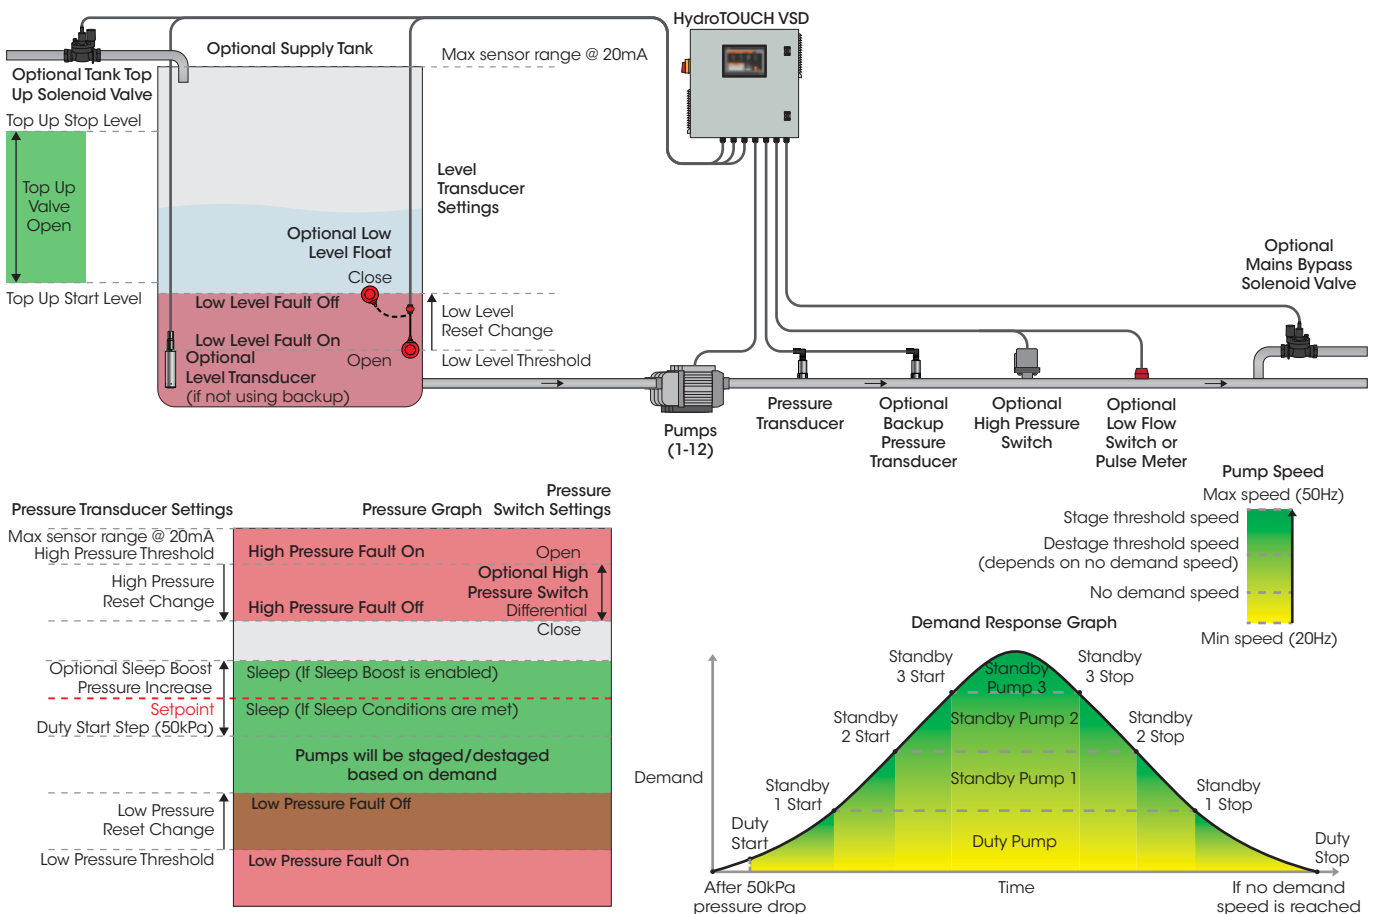 HydroTOUCH VSD
Optional Supply Tank
Max sensor range @ 20mA
Optional Tank Top
Up Solenoid Valve
Top Up Stop Level
Top Up
Valve
Open
Top Up Start Level
Level
Transducer
Settings
Optional Low
Level Float
Close
Low Level Fault Off
Low Level Fault On
Open
Optional
Level Transducer
(if not using backup)
Low Level
Reset Change
Low Level Threshold
Optional
Mains Bypass
Solenoid Valve
Pumps
(1-12)
Pressure
Transducer
Optional
Backup
Pressure
Transducer
Optional
High Pressure
Switch
Optional
Low Flow
Switch or
Pulse Meter
Pressure Transducer Settings
Pressure Graph
Pressure
Switch Settings
Max sensor range @ 20mA
High Pressure Threshold
High Pressure
Reset Change
Optional Sleep Boost
Pressure Increase
Setpoint
Duty Start Step (50kPa)
Low Pressure
Reset Change
Low Pressure Threshold
High Pressure Fault On
Open
Optional High
Pressure Switch
Differential
High Pressure Fault Off
Close
Sleep (If Sleep Boost is enabled)
Sleep (If Sleep Conditions are met)
Pumps will be staged/destaged
based on demand
Low Pressure Fault Off
Low Pressure Fault On
Pump Speed
Max speed (50Hz)
Stage threshold speed
Destage threshold speed
(depends on no demand speed)
No demand speed
Min speed (20Hz)
Demand Response Graph
Standby
3 Start
Standby
Pump 3
Standby
3 Stop
Standby
2 Start
Standby Pump 2
Standby
2 Stop
Demand
Standby
1 Start
Standby Pump 1
Standby
1 Stop
Duty
Start
Duty Pump
Duty
Stop
After 50kPa
pressure drop
Time
If no demand
speed is reached